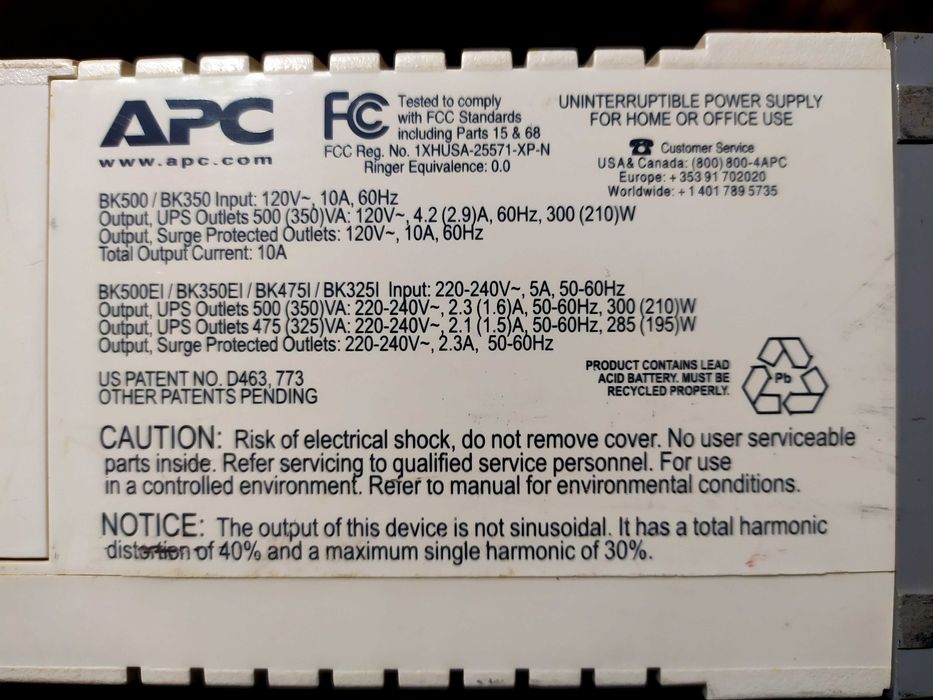 APC
www.apc.com
FC
Tested to comply
with FCC Standards
including Parts 15 & 68
FCC Reg. No. 1XHUSA-25571-XP-N
Ringer Equivalence: 0.0
UNINTERRUPTIBLE POWER SUPPLY
FOR HOME OR OFFICE USE
Customer Service
USA& Canada: (800) 800-4APC
Europe: + 353 91 702020
Worldwide: + 1 401 789 5735
BK500 / BK350 Input: 120V~, 10A, 60Hz
Output, UPS Outlets 500 (350)VA: 120V~, 4.2 (2.9)A, 60Hz, 300 (210)W
Output, Surge Protected Outlets: 120V~, 10A, 60Hz
Total Output Current: 10A
BK500EI / BK350EI / BK475I / BK325I Input: 220-240V~, 5A, 50-60Hz
Output, UPS Outlets 500 (350)VA: 220-240V~, 2.3 (1.6)A, 50-60Hz, 300 (210)W
Output, UPS Outlets 475 (325)VA: 220-240V~, 2.1 (1.5)A, 50-60Hz, 285 (195)W
Output, Surge Protected Outlets: 220-240V~, 2.3A, 50-60Hz
US PATENT NO. D463, 773
OTHER PATENTS PENDING
PRODUCT CONTAINS LEAD
ACID BATTERY. MUST BE
RECYCLED PROPERLY.
Pb
CAUTION: Risk of electrical shock, do not remove cover. No user serviceable
parts inside. Refer servicing to qualified service personnel. For use
in a controlled environment. Refer to manual for environmental conditions.
NOTICE: The output of this device is not sinusoidal. It has a total harmonic
distortion of 40% and a maximum single harmonic of 30%.